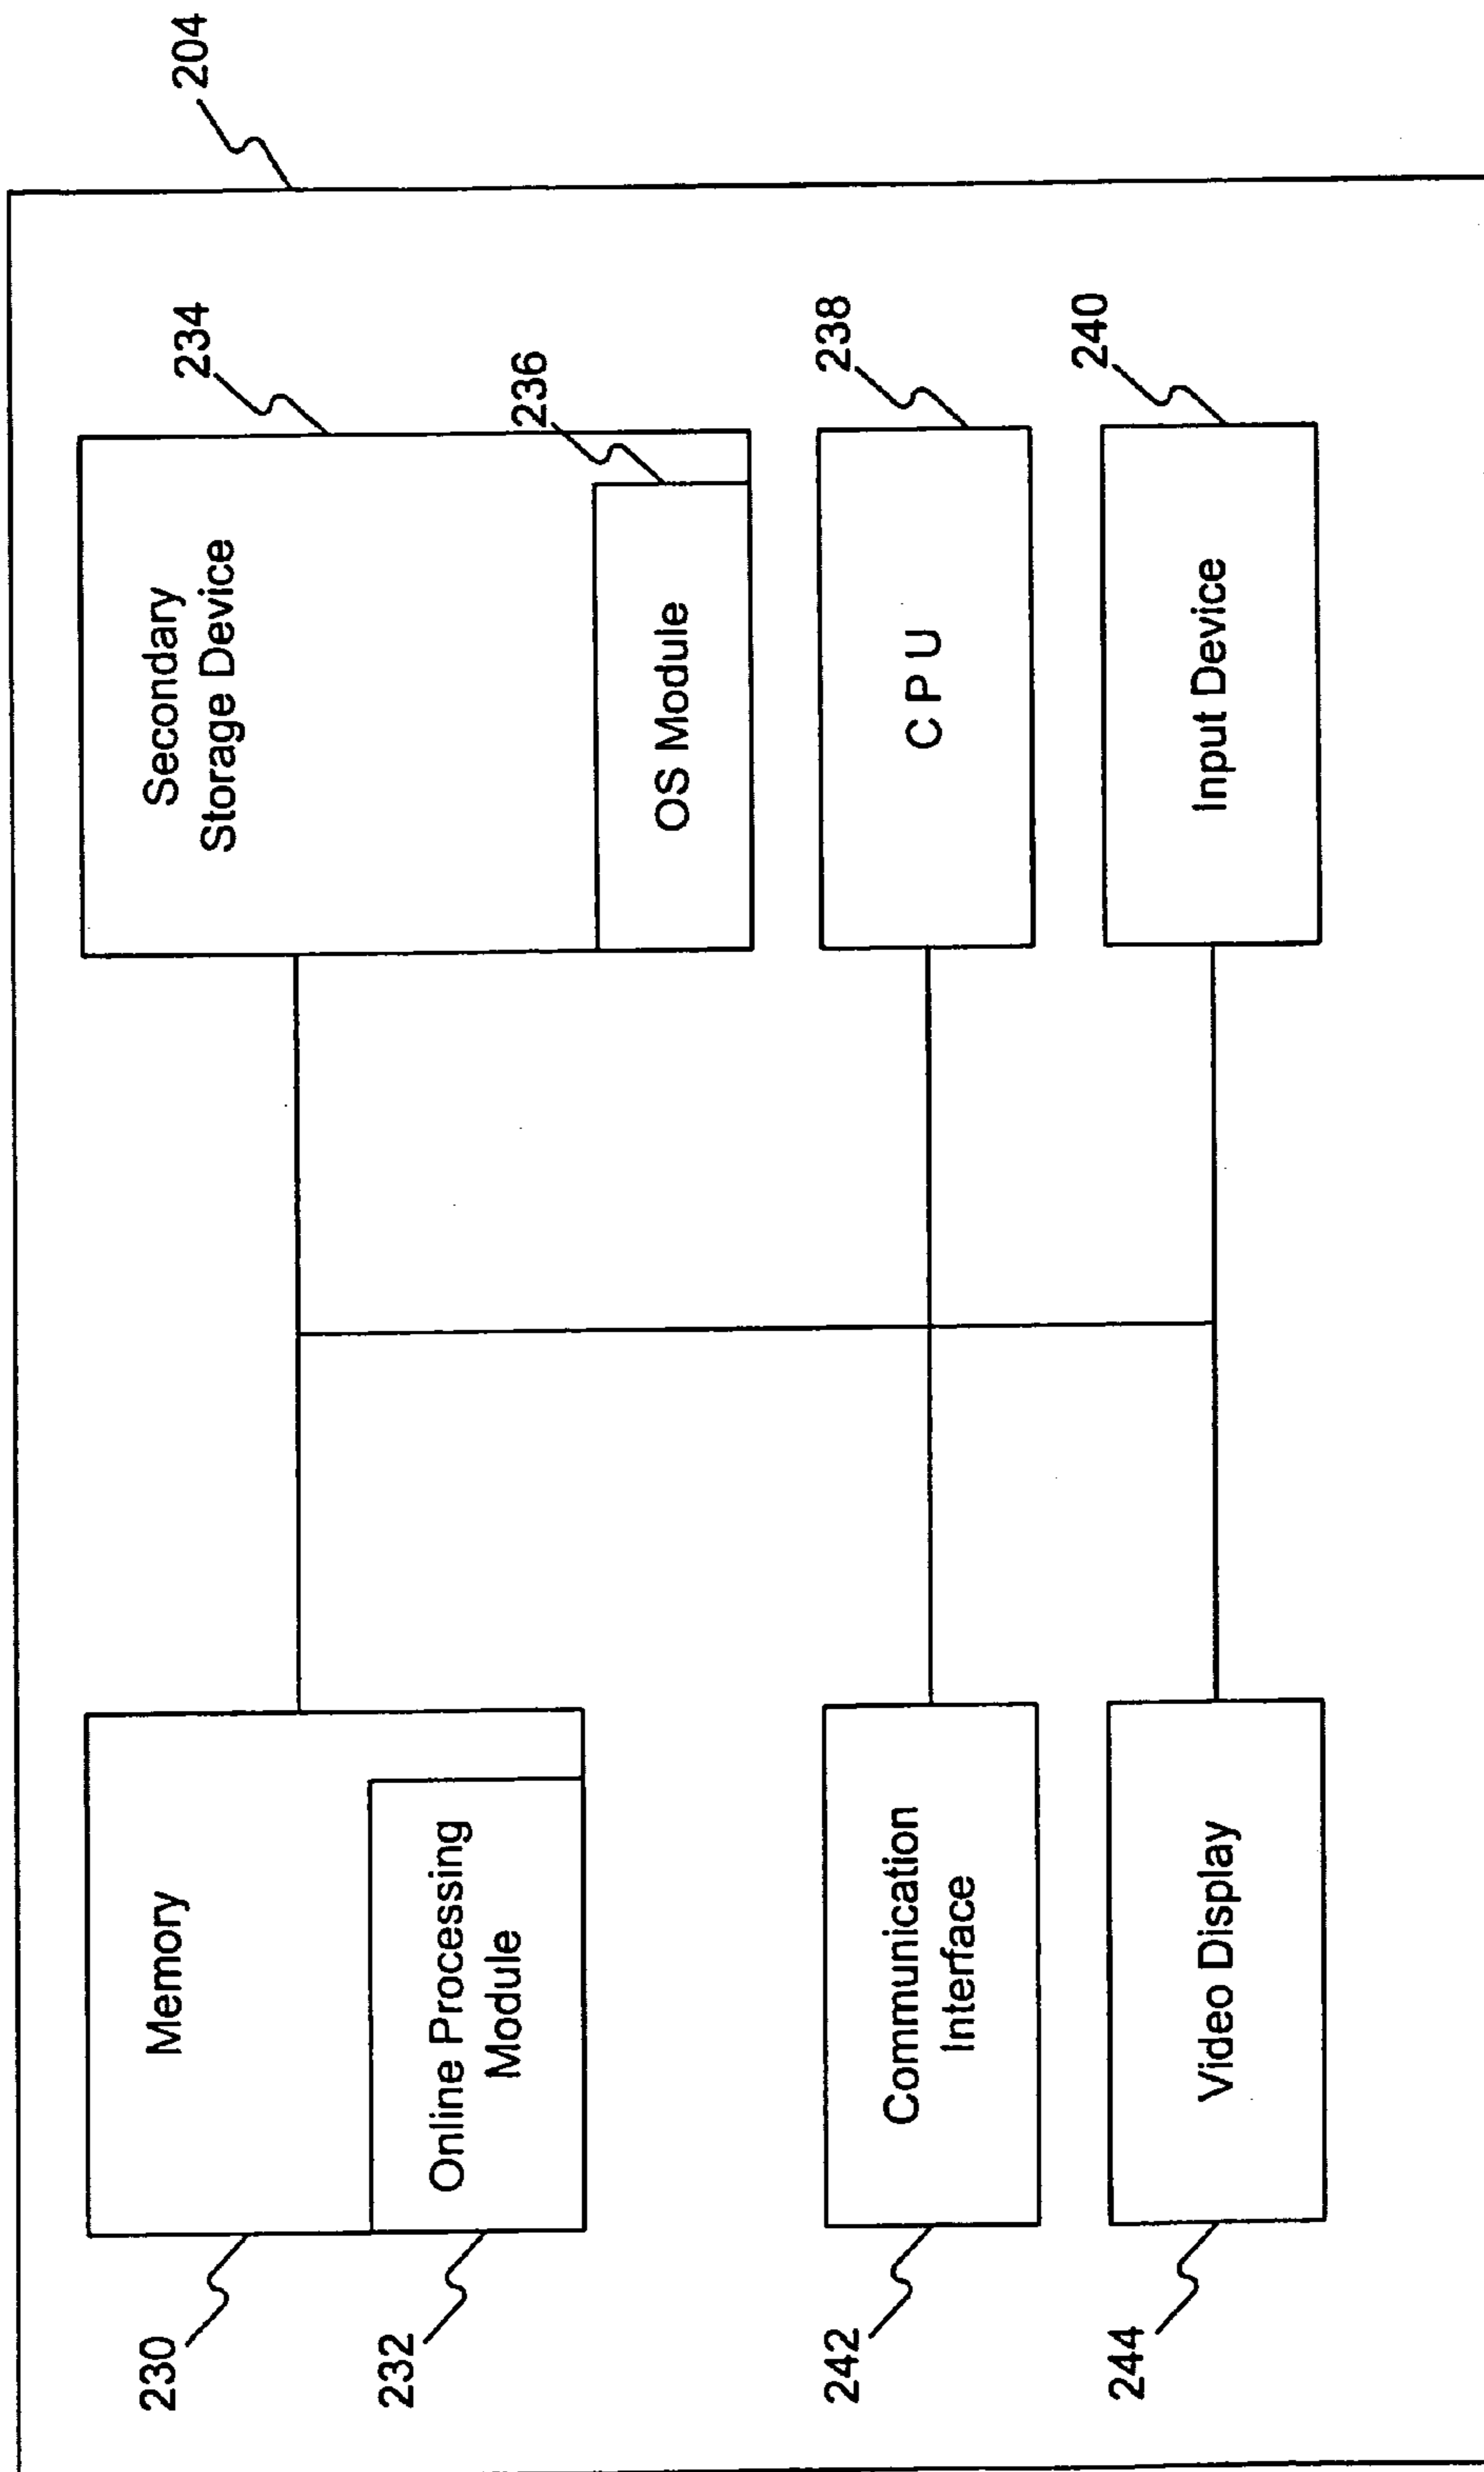 204
230
Memory
232
Online Processing
Module
234
Secondary
Storage Device
236
OS Module
242
Communication
Interface
238
C P U
244
Video Display
240
Input Device